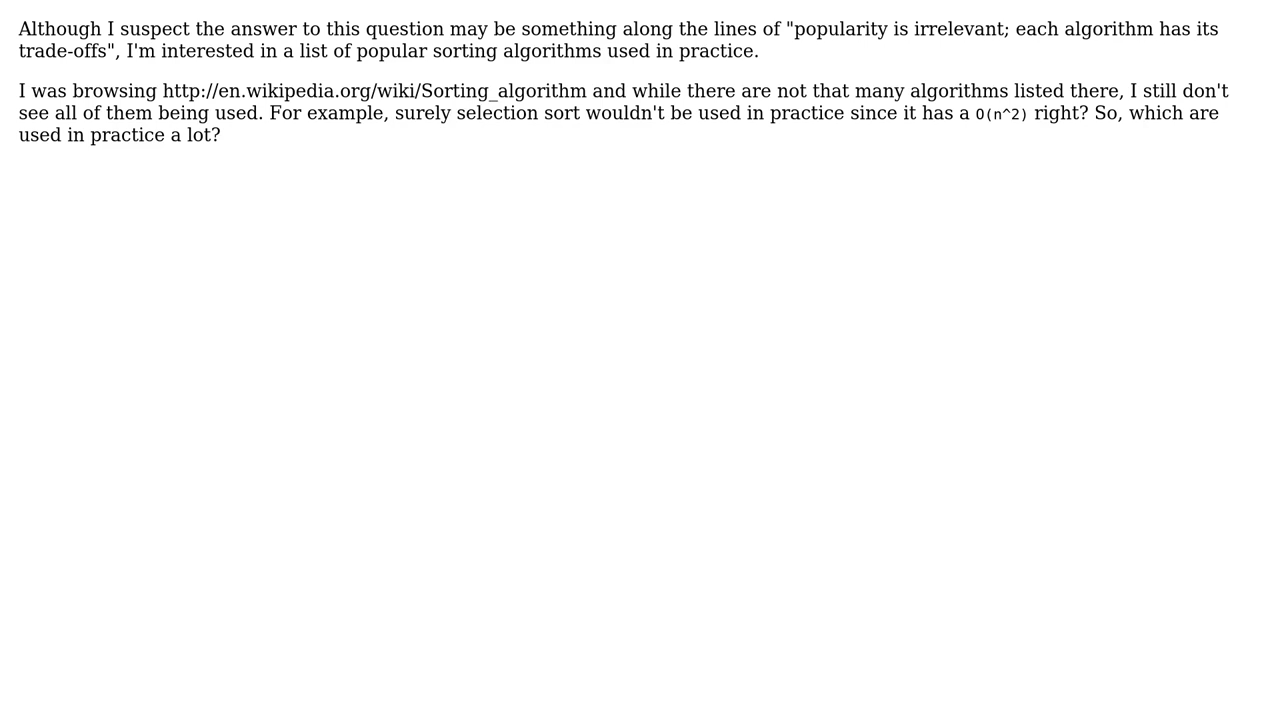 Although I suspect the answer to this question may be something along the lines of "popularity is irrelevant; each algorithm has its
trade-offs", I'm interested in a list of popular sorting algorithms used in practice.
I was browsing http://en.wikipedia.org/wiki/Sorting_algorithm and while there are not that many algorithms listed there, I still don't
see all of them being used. For example, surely selection sort wouldn't be used in practice since it has a O(n^2) right? So, which are
used in practice a lot?